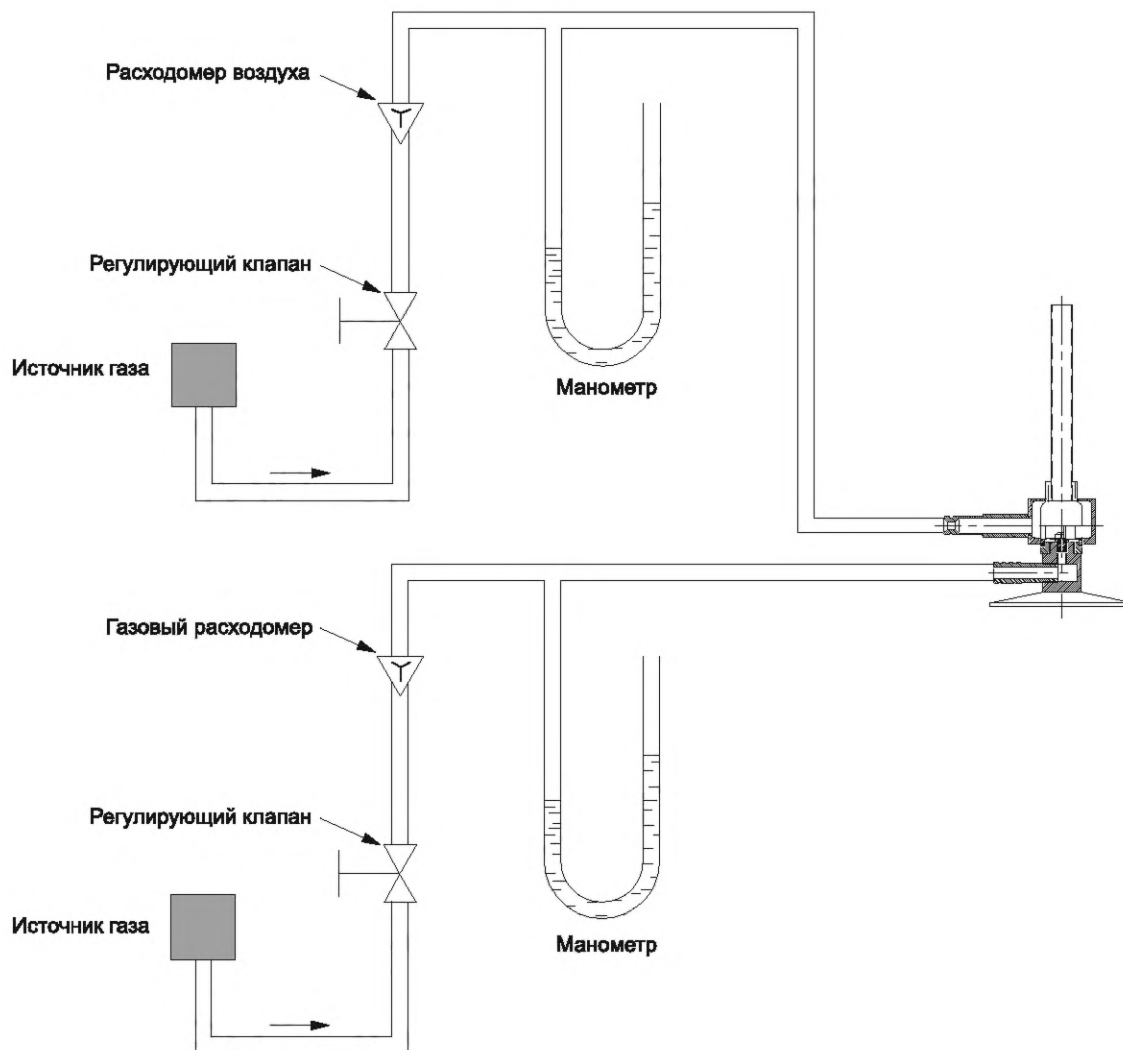 Расходомер воздуха
Регулирующий клапан
Источник газа
Манометр
Газовый расходомер
Регулирующий клапан
Источник газа
Манометр